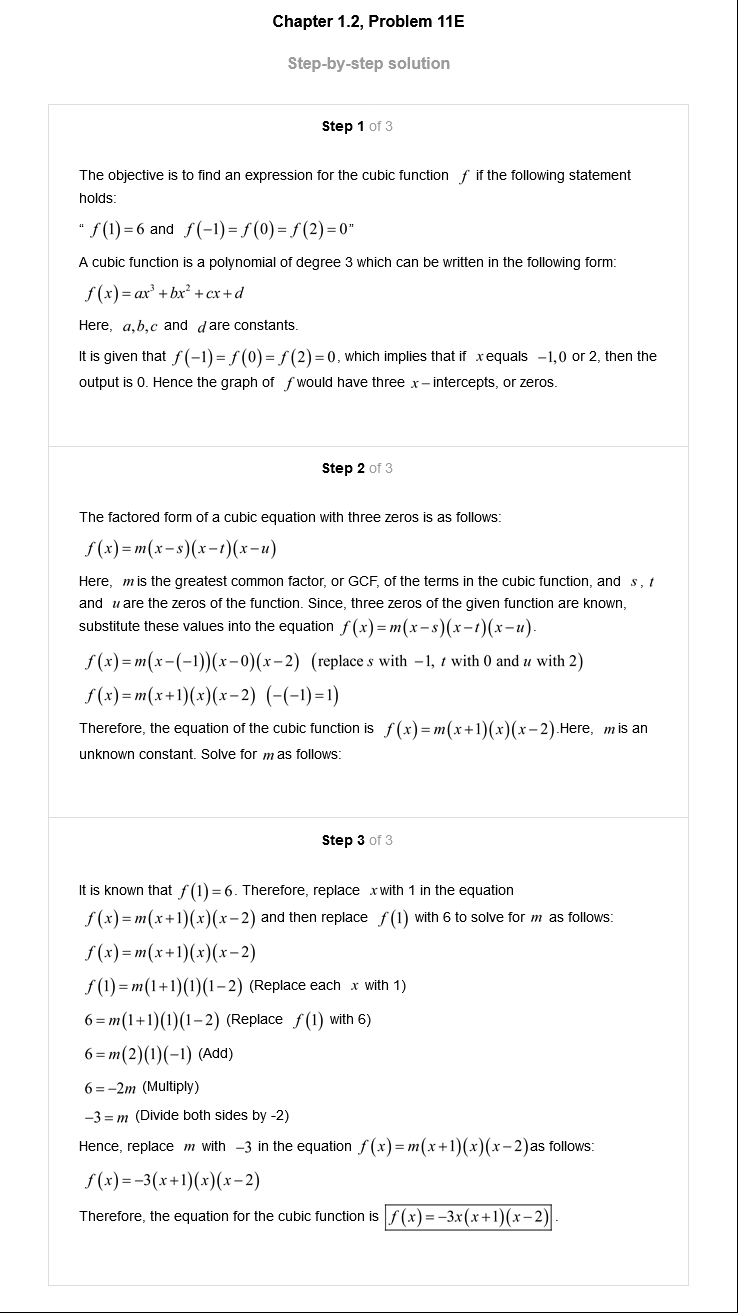 Chapter 1.2, Problem 11E
Step-by-step solution
Step 1 of 3
The objective is to find an expression for the cubic function f if the following statement
holds:
“ f(1)=6 and f(−1)=f(0)=f(2)=0”
A cubic function is a polynomial of degree 3 which can be written in the following form:
f(x)=ax³+bx²+cx+d
Here, a,b,c and d are constants.
It is given that f(−1)=f(0)=f(2)=0, which implies that if x equals −1,0 or 2, then the
output is 0. Hence the graph of f would have three x−intercepts, or zeros.
Step 2 of 3
The factored form of a cubic equation with three zeros is as follows:
f(x)=m(x−s)(x−t)(x−u)
Here, m is the greatest common factor, or GCF, of the terms in the cubic function, and s, t
and u are the zeros of the function. Since, three zeros of the given function are known,
substitute these values into the equation f(x)=m(x−s)(x−t)(x−u).
f(x)=m(x−(−1))(x−0)(x−2) (replace s with −1, t with 0 and u with 2)
f(x)=m(x+1)(x)(x−2) (−(−1)=1)
Therefore, the equation of the cubic function is f(x)=m(x+1)(x)(x−2).Here, m is an
unknown constant. Solve for m as follows:
Step 3 of 3
It is known that f(1)=6. Therefore, replace x with 1 in the equation
f(x)=m(x+1)(x)(x−2) and then replace f(1) with 6 to solve for m as follows:
f(x)=m(x+1)(x)(x−2)
f(1)=m(1+1)(1)(1−2) (Replace each x with 1)
6=m(1+1)(1)(1−2) (Replace f(1) with 6)
6=m(2)(1)(−1) (Add)
6=−2m (Multiply)
−3=m (Divide both sides by -2)
Hence, replace m with −3 in the equation f(x)=m(x+1)(x)(x−2) as follows:
f(x)=−3(x+1)(x)(x−2)
Therefore, the equation for the cubic function is f(x)=−3x(x+1)(x−2).